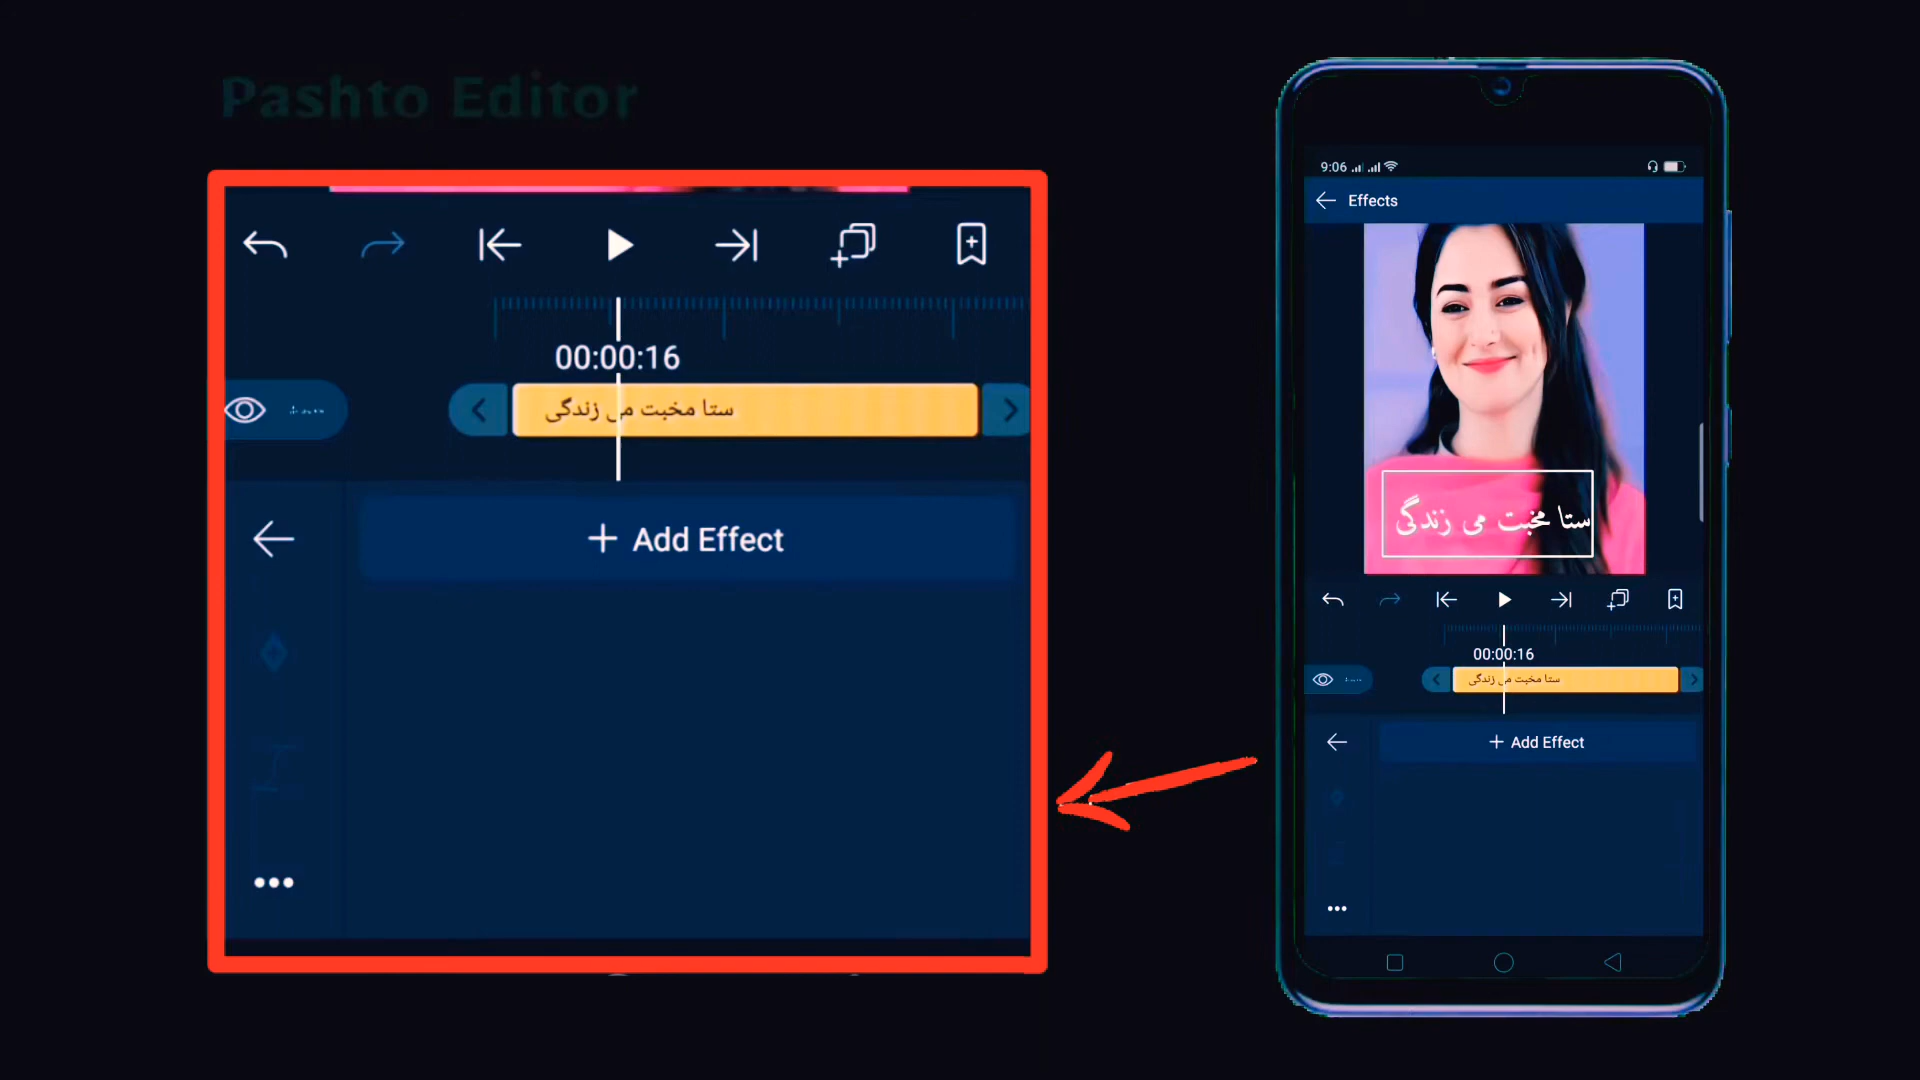 Pashto Editor
00:00:16
ستا مخبت می زندگی
+ Add Effect
9:06
Effects
ستا مخبت می زندگی
00:00:16
ستا مخبت می زندگی
+ Add Effect